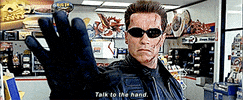 Talk to the hand.